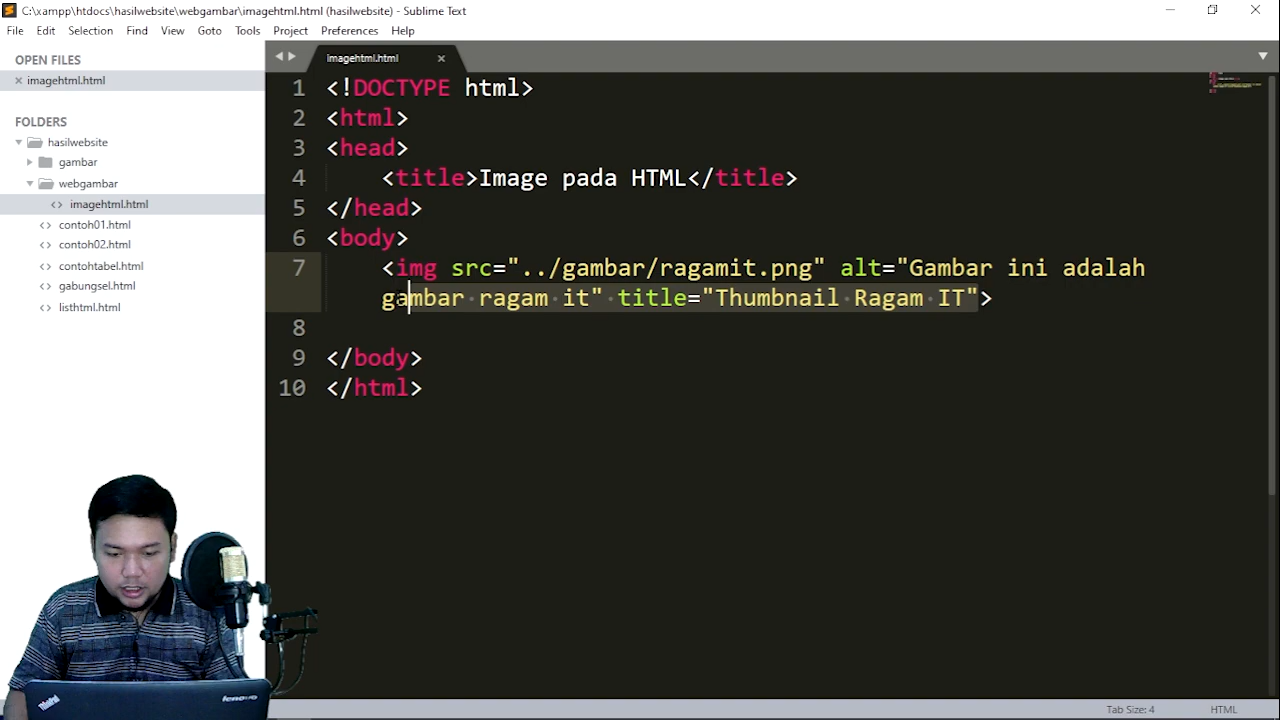 C:\xampp\htdocs\hasilwebsite\webgambar\imagehtml.html (hasilwebsite) - Sublime Text
File Edit Selection Find View Goto Tools Project Preferences Help
OPEN FILES
imagehtml.html
FOLDERS
hasilwebsite
gambar
webgambar
imagehtml.html
contoh01.html
contoh02.html
contohtabel.html
gabungsel.html
listhtml.html
imagehtml.html
1 <!DOCTYPE html>
2 <html>
3 <head>
4 <title>Image pada HTML</title>
5 </head>
6 <body>
7 <img src="../gambar/ragamit.png" alt="Gambar ini adalah
gambar ragam it" title="Thumbnail Ragam IT">
8
9 </body>
10 </html>
ThinkPad
lenovo
Tab Size: 4
HTML